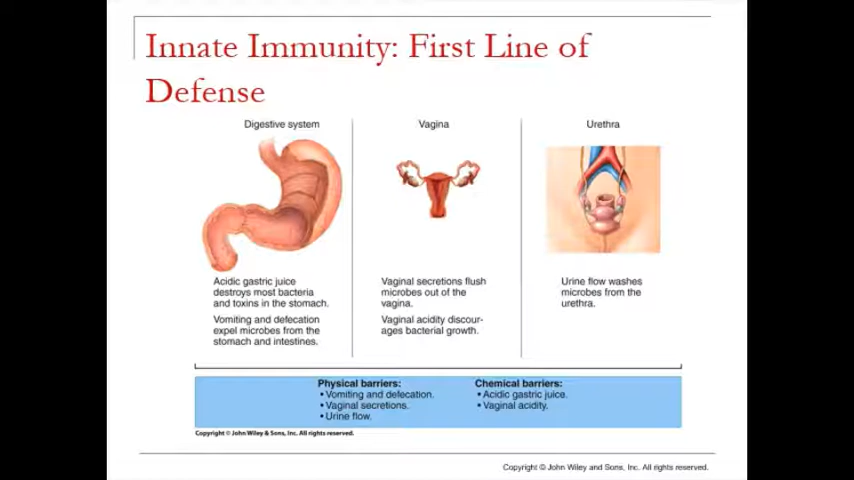 Innate Immunity: First Line of
Defense
Digestive system
Acidic gastric juice
destroys most bacteria
and toxins in the stomach.
Vomiting and defecation
expel microbes from the
stomach and intestines.
Vagina
Vaginal secretions flush
microbes out of the
vagina.
Vaginal acidity discour-
ages bacterial growth.
Urethra
Urine flow washes
microbes from the
urethra.
Physical barriers:
• Vomiting and defecation.
• Vaginal secretions.
• Urine flow.
Chemical barriers:
• Acidic gastric juice.
• Vaginal acidity.
Copyright © John Wiley & Sons, Inc. All rights reserved.
Copyright © John Wiley and Sons, Inc. All rights reserved.